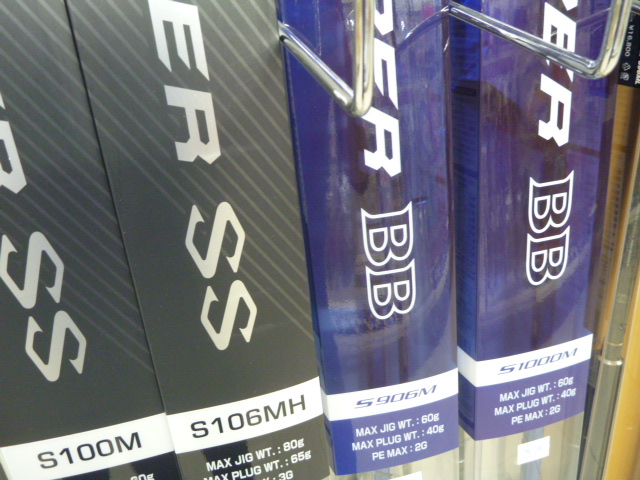 R
SS
S100M
ER
SS
S106MH
MAX JIG WT. : 80g
MAX PLUG WT. : 65g
: 3G
ER
BB
S906M
MAX JIG WT. : 60g
MAX PLUG WT. : 40g
PE MAX : 2G
PER
BB
S1000M
MAX JIG WT. : 60g
MAX PLUG WT. : 40g
PE MAX : 2G